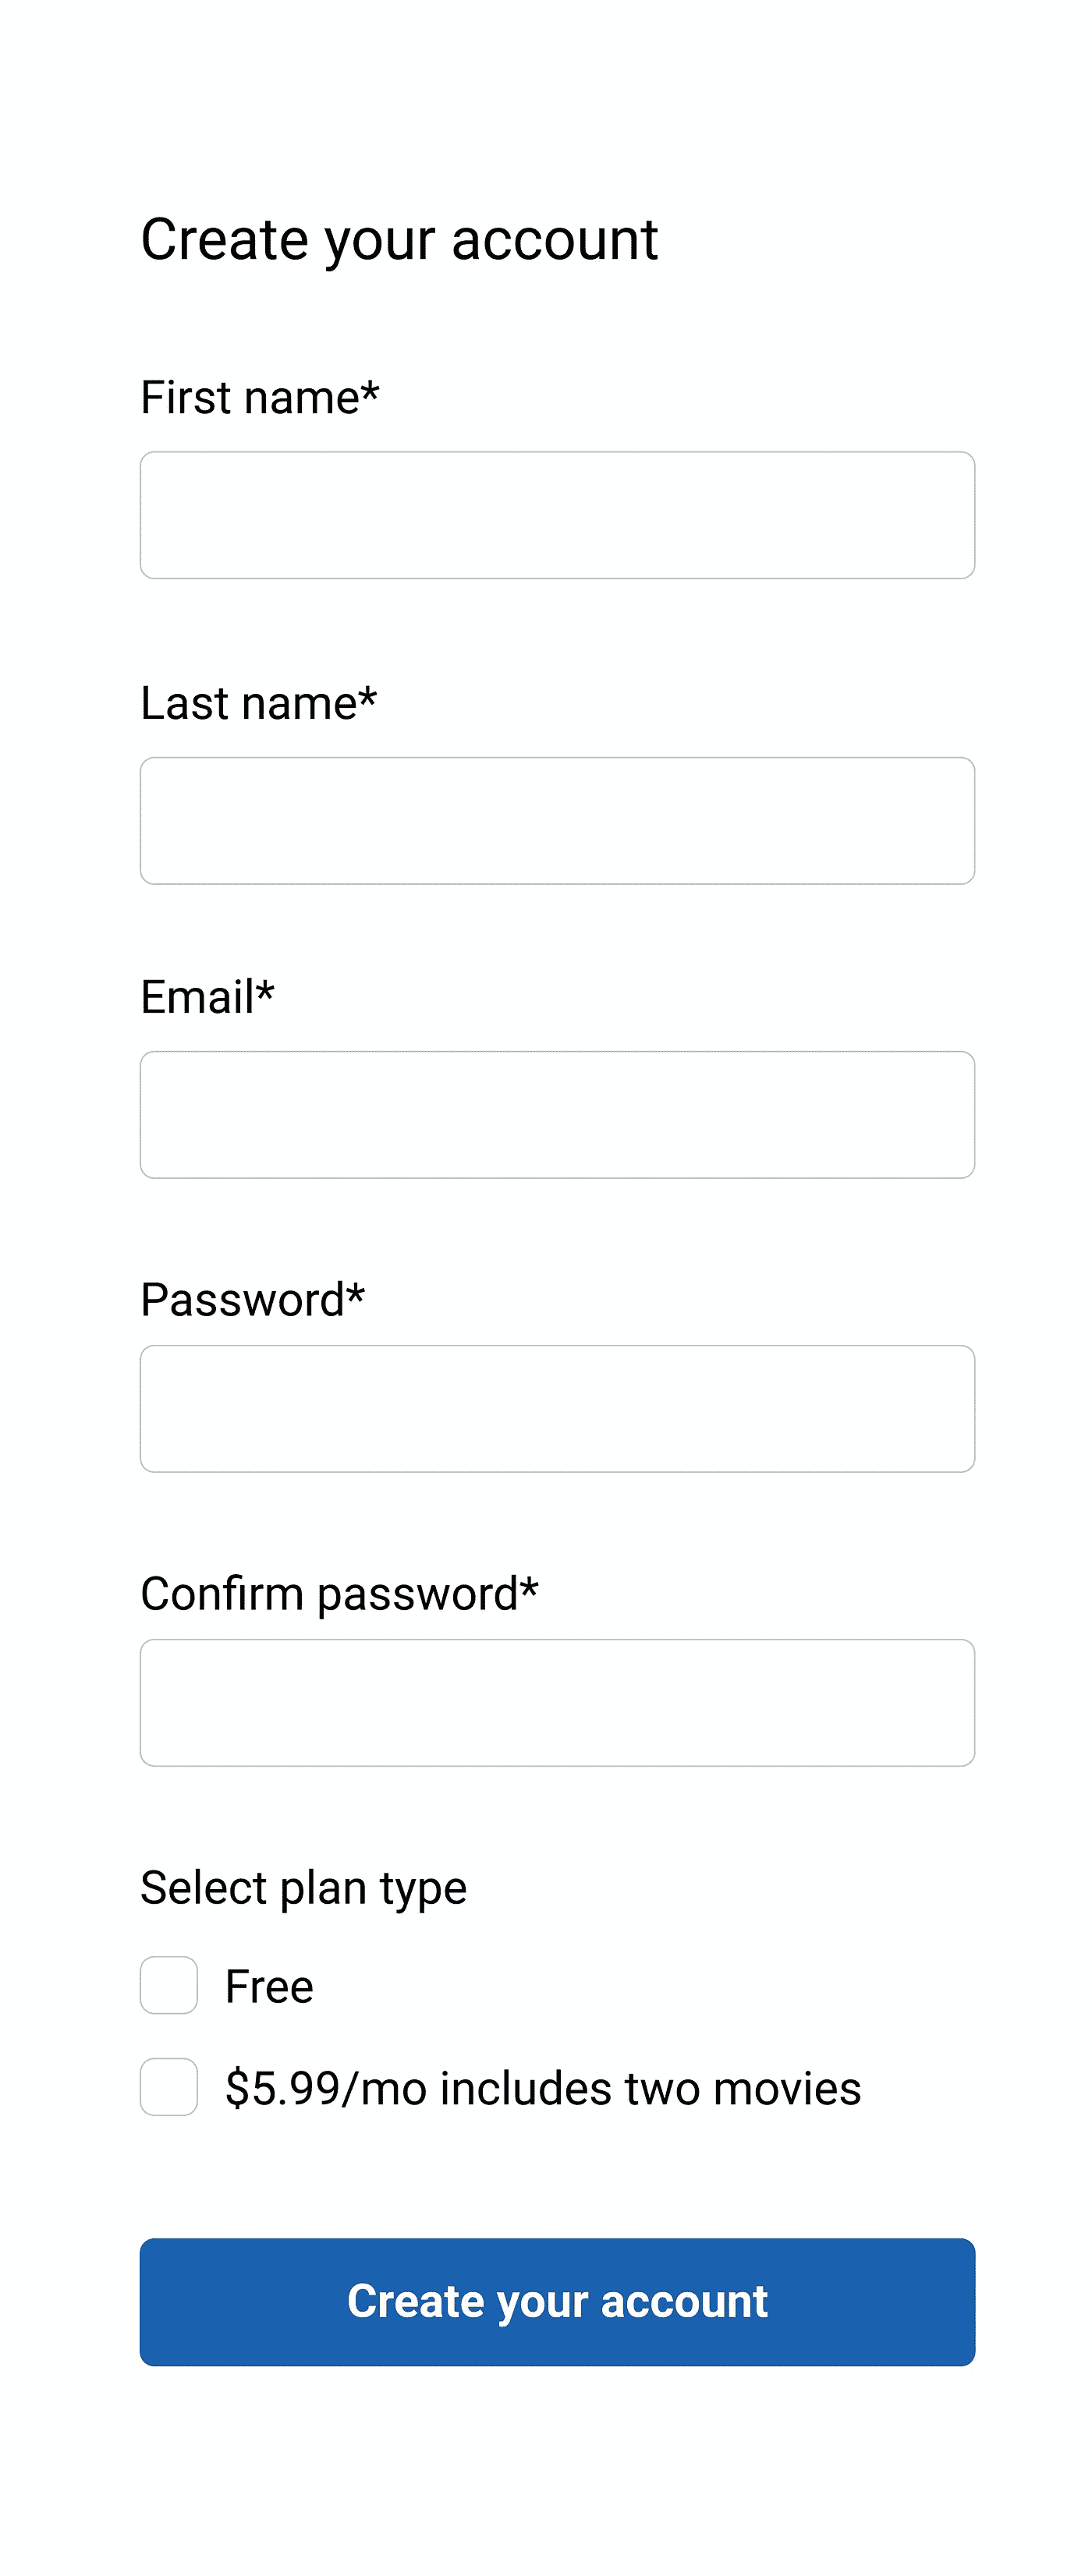 Create your account
First name*
Last name*
Email*
Password*
Confirm password*
Select plan type
Free
$5.99/mo includes two movies
Create your account